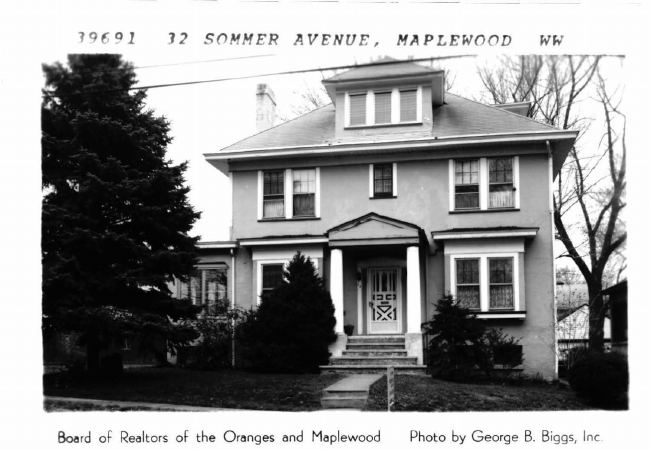 39691 32 SOMMER AVENUE, MAPLEWOOD WW
Board of Realtors of the Oranges and Maplewood Photo by George B. Biggs, Inc.